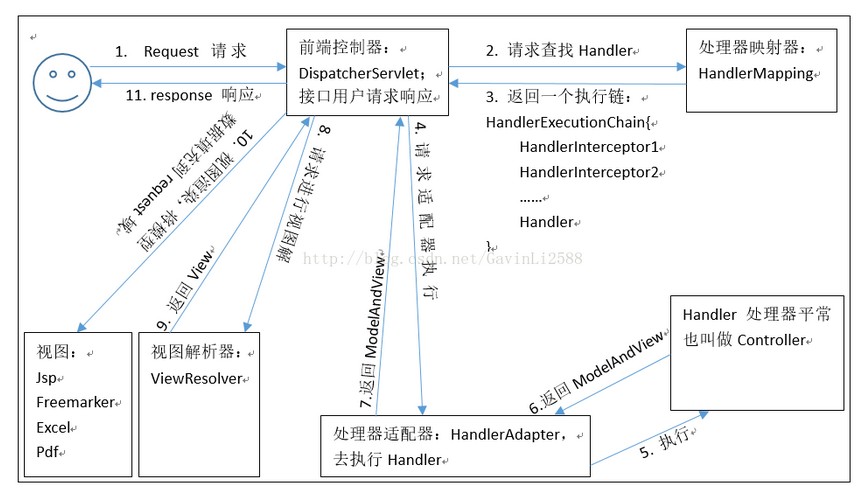 1. Request 请求
11. response 响应
前端控制器：
DispatcherServlet；
接口用户请求响应
2. 请求查找 Handler
3. 返回一个执行链：
HandlerExecutionChain{
HandlerInterceptor1
HandlerInterceptor2
……
Handler
}
处理器映射器：
HandlerMapping
10. 视图渲染，将模型
数据填充到 request 域
9. 返回 View
8. 请求进行视图解
4. 请求适配器执行
7.返回 ModelAndView
http://blog.csdn.net/GavinLi2588
视图：
Jsp
Freemarker
Excel
Pdf
视图解析器：
ViewResolver
处理器适配器：HandlerAdapter，
去执行 Handler
6.返回 ModelAndView
5. 执行
Handler 处理器平常
也叫做 Controller